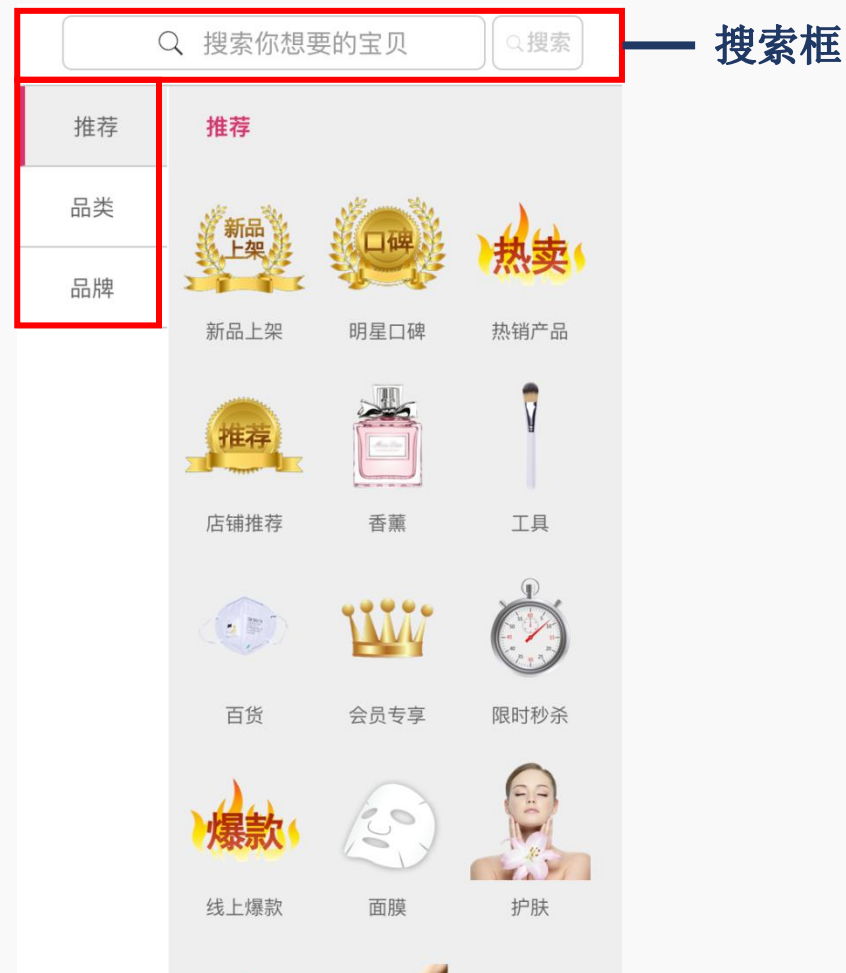 搜索你想要的宝贝
搜索
搜索框
推荐
品类
品牌
推荐
新品
上架
口碑
热卖
新品上架
明星口碑
热销产品
推荐
店铺推荐
香薰
工具
百货
会员专享
限时秒杀
爆款
线上爆款
面膜
护肤